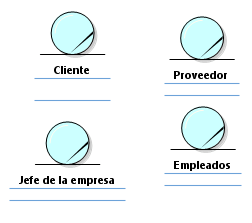 Cliente
Proveedor
Jefe de la empresa
Empleados